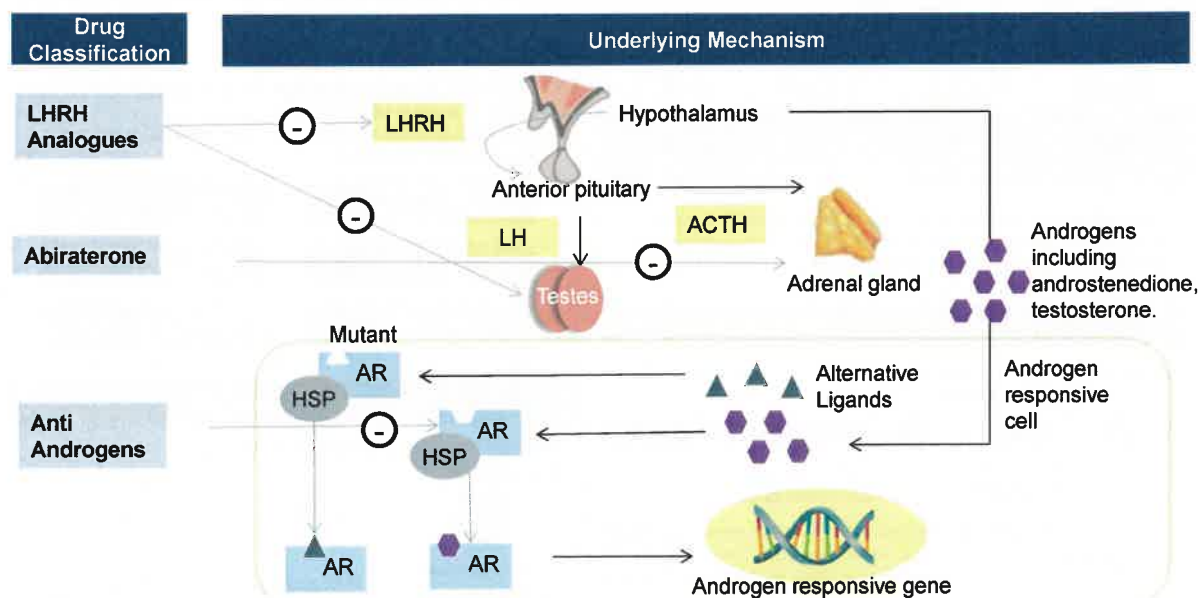 Drug
Classification
Underlying Mechanism
LHRH
Analogues
-
LHRH
Hypothalamus
Anterior pituitary
-
LH
ACTH
Abiraterone
-
Testes
Adrenal gland
Androgens
including
androstenedione,
testosterone.
Mutant
AR
HSP
Alternative
Ligands
Androgen
responsive
cell
Anti
Androgens
-
AR
HSP
AR
AR
Androgen responsive gene